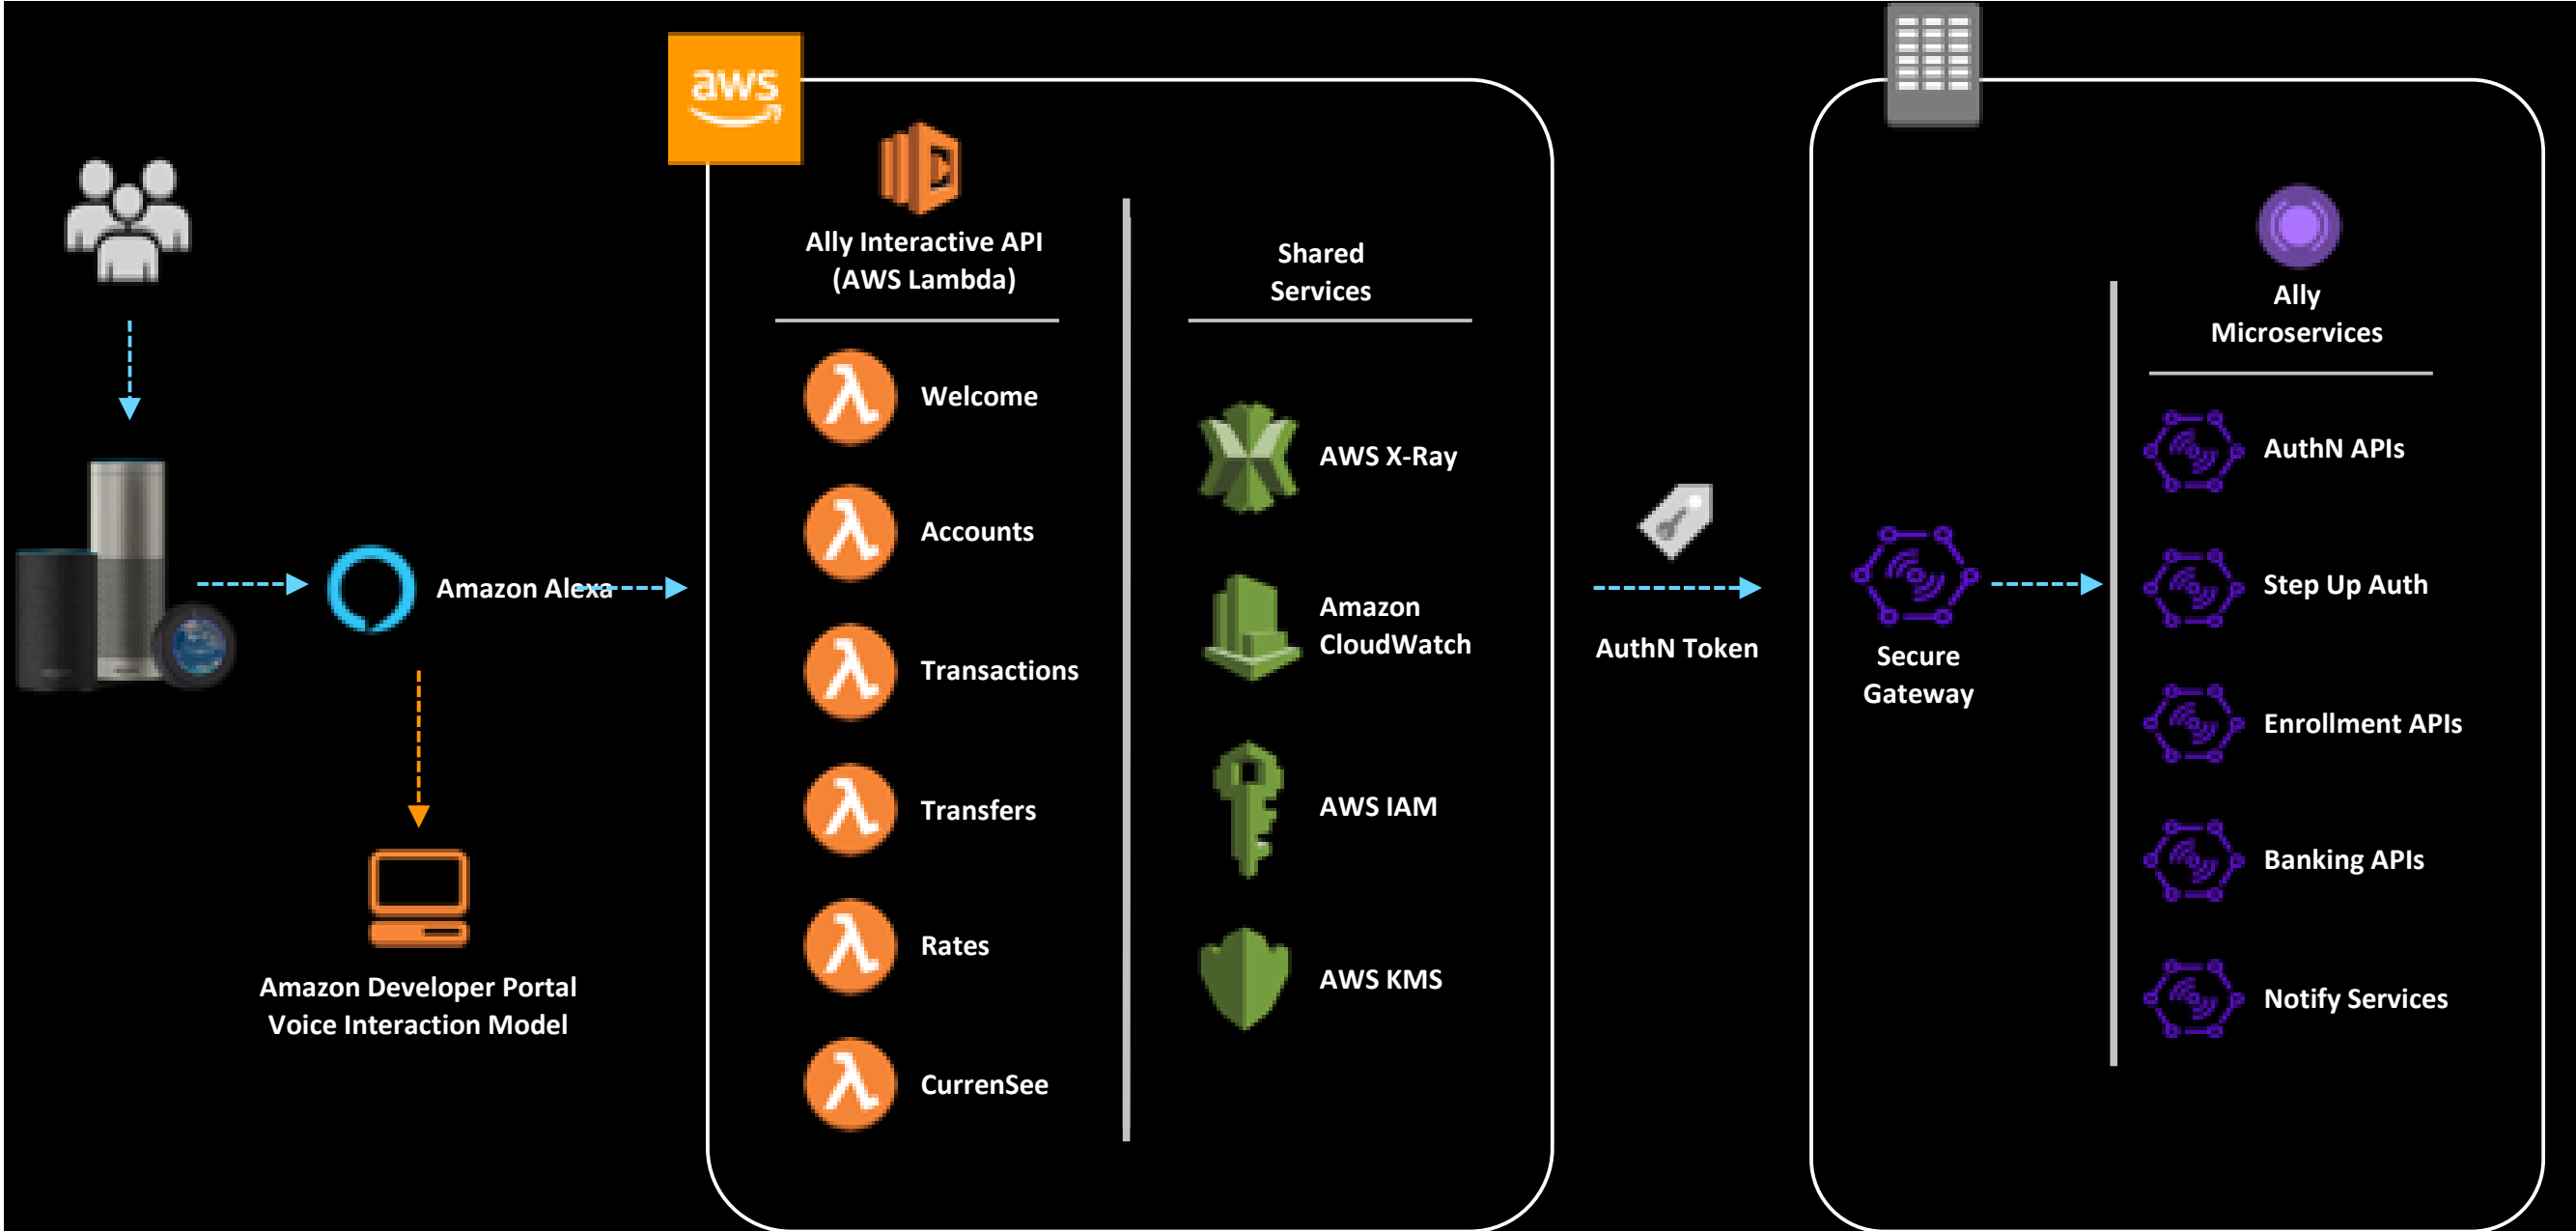 aws
Ally Interactive API
(AWS Lambda)
Welcome
Accounts
Transactions
Transfers
Rates
CurrenSee
Shared
Services
AWS X-Ray
Amazon
CloudWatch
AWS IAM
AWS KMS
Amazon Alexa
Amazon Developer Portal
Voice Interaction Model
AuthN Token
Secure
Gateway
Ally
Microservices
AuthN APIs
Step Up Auth
Enrollment APIs
Banking APIs
Notify Services